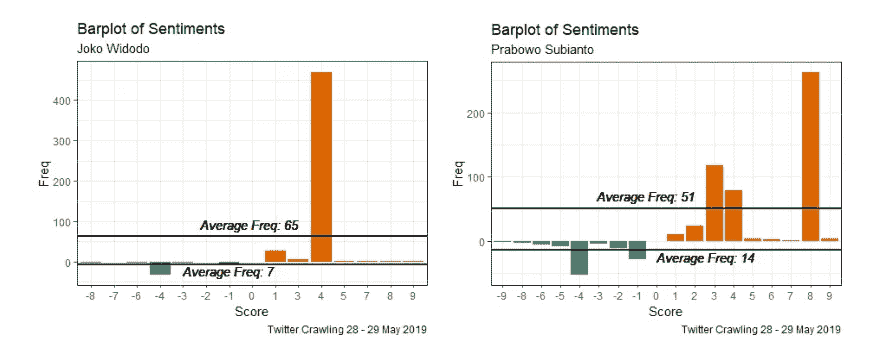 Barplot of Sentiments
Joko Widodo
Freq
400
300
200
100
0
Average Freq: 65
Average Freq: 7
-8 -7 -6 -4 -3 -2 -1 0 1 3 4 5 7 8 9
Score
Twitter Crawling 28 - 29 May 2019
Barplot of Sentiments
Prabowo Subianto
Freq
200
100
0
Average Freq: 51
Average Freq: 14
-9 -8 -6 -5 -4 -3 -2 -1 0 1 2 3 4 5 6 7 8 9
Score
Twitter Crawling 28 - 29 May 2019